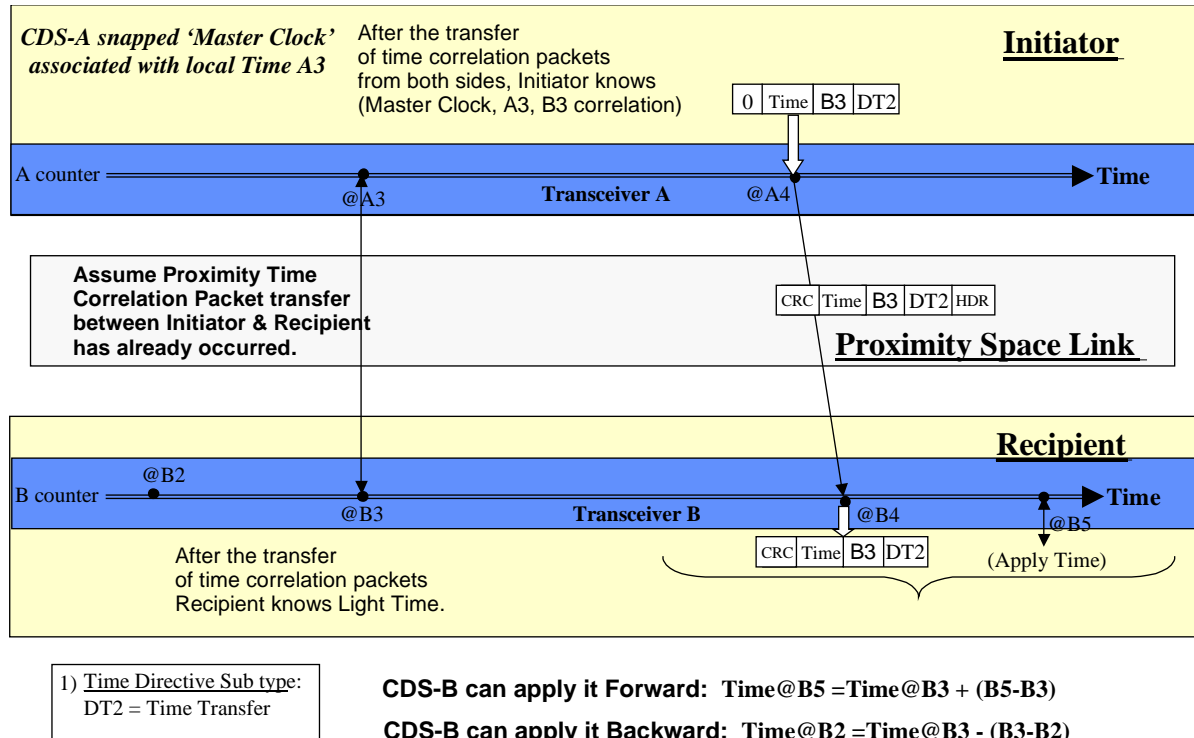 CDS-A snapped ‘Master Clock’
associated with local Time A3
After the transfer
of time correlation packets
from both sides, Initiator knows
(Master Clock, A3, B3 correlation)
Initiator
0 Time B3 DT2
A counter
Time
@A3
Transceiver A
@A4
Assume Proximity Time
Correlation Packet transfer
between Initiator & Recipient
has already occurred.
CRC Time B3 DT2 HDR
Proximity Space Link
Recipient
@B2
B counter
Time
@B3
Transceiver B
@B4
@B5
After the transfer
of time correlation packets
Recipient knows Light Time.
CRC Time B3 DT2
(Apply Time)
1) Time Directive Sub type:
DT2 = Time Transfer
CDS-B can apply it Forward: Time@B5 =Time@B3 + (B5-B3)
CDS-B can apply it Backward: Time@B2 =Time@B3 - (B3-B2)